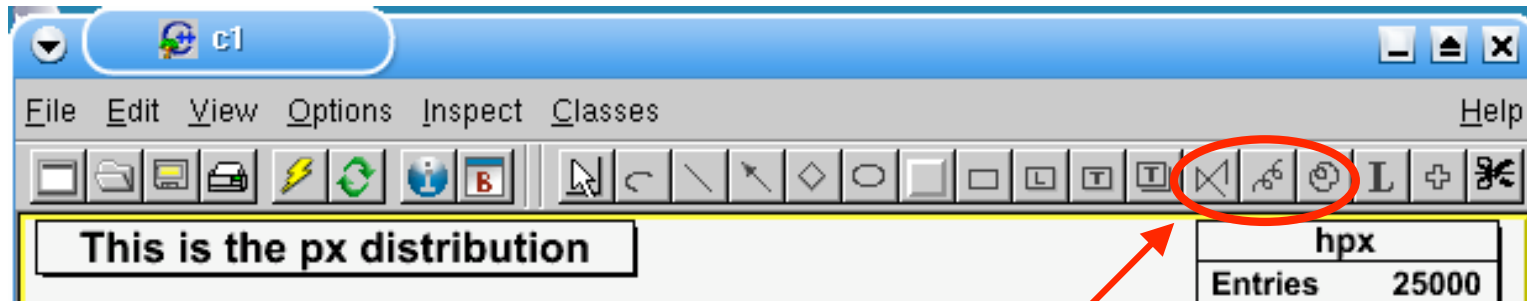 c1
File Edit View Options Inspect Classes Help
B L T T L
This is the px distribution
hpx
Entries 25000